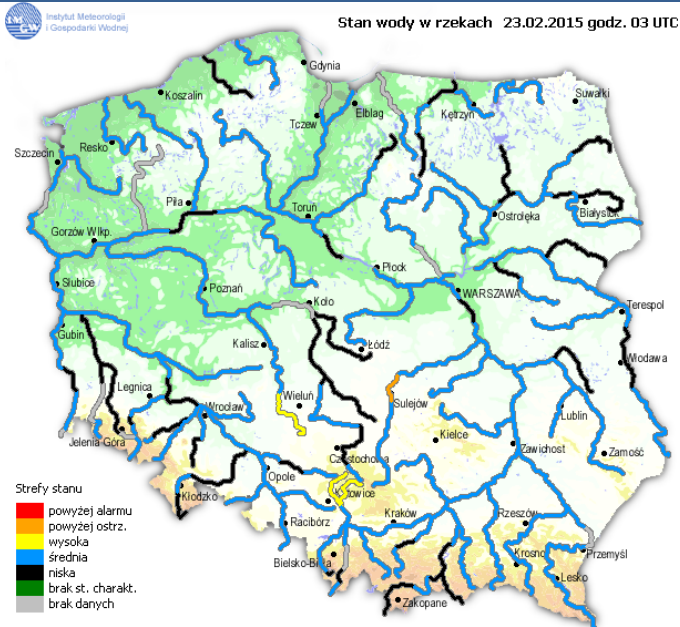 Instytut Meteorologii
i Gospodarki Wodnej
Stan wody w rzekach 23.02.2015 godz. 03 UTC
Gdynia
Koszalin
Suwałki
Elbląg
Kętrzyn
Tczew
Resko
Szczecin
Piła
Toruń
Ostrołęka
Białystok
Gorzów Wlkp.
Płock
Słubice
Poznań
WARSZAWA
Koło
Terespol
Gubin
Kalisz
Łódź
Włodawa
Legnica
Wieluń
Sulejów
Wrocław
Lublin
Jelenia Góra
Kielce
Zawichost
Zamość
Częstochowa
Opole
Kłodzko
Katowice
Kraków
Racibórz
Rzeszów
Bielsko-Biała
Krosno
Przemyśl
Lesko
Zakopane
Strefy stanu
powyżej alarmu
powyżej ostrz.
wysoka
średnia
niska
brak st. charakt.
brak danych